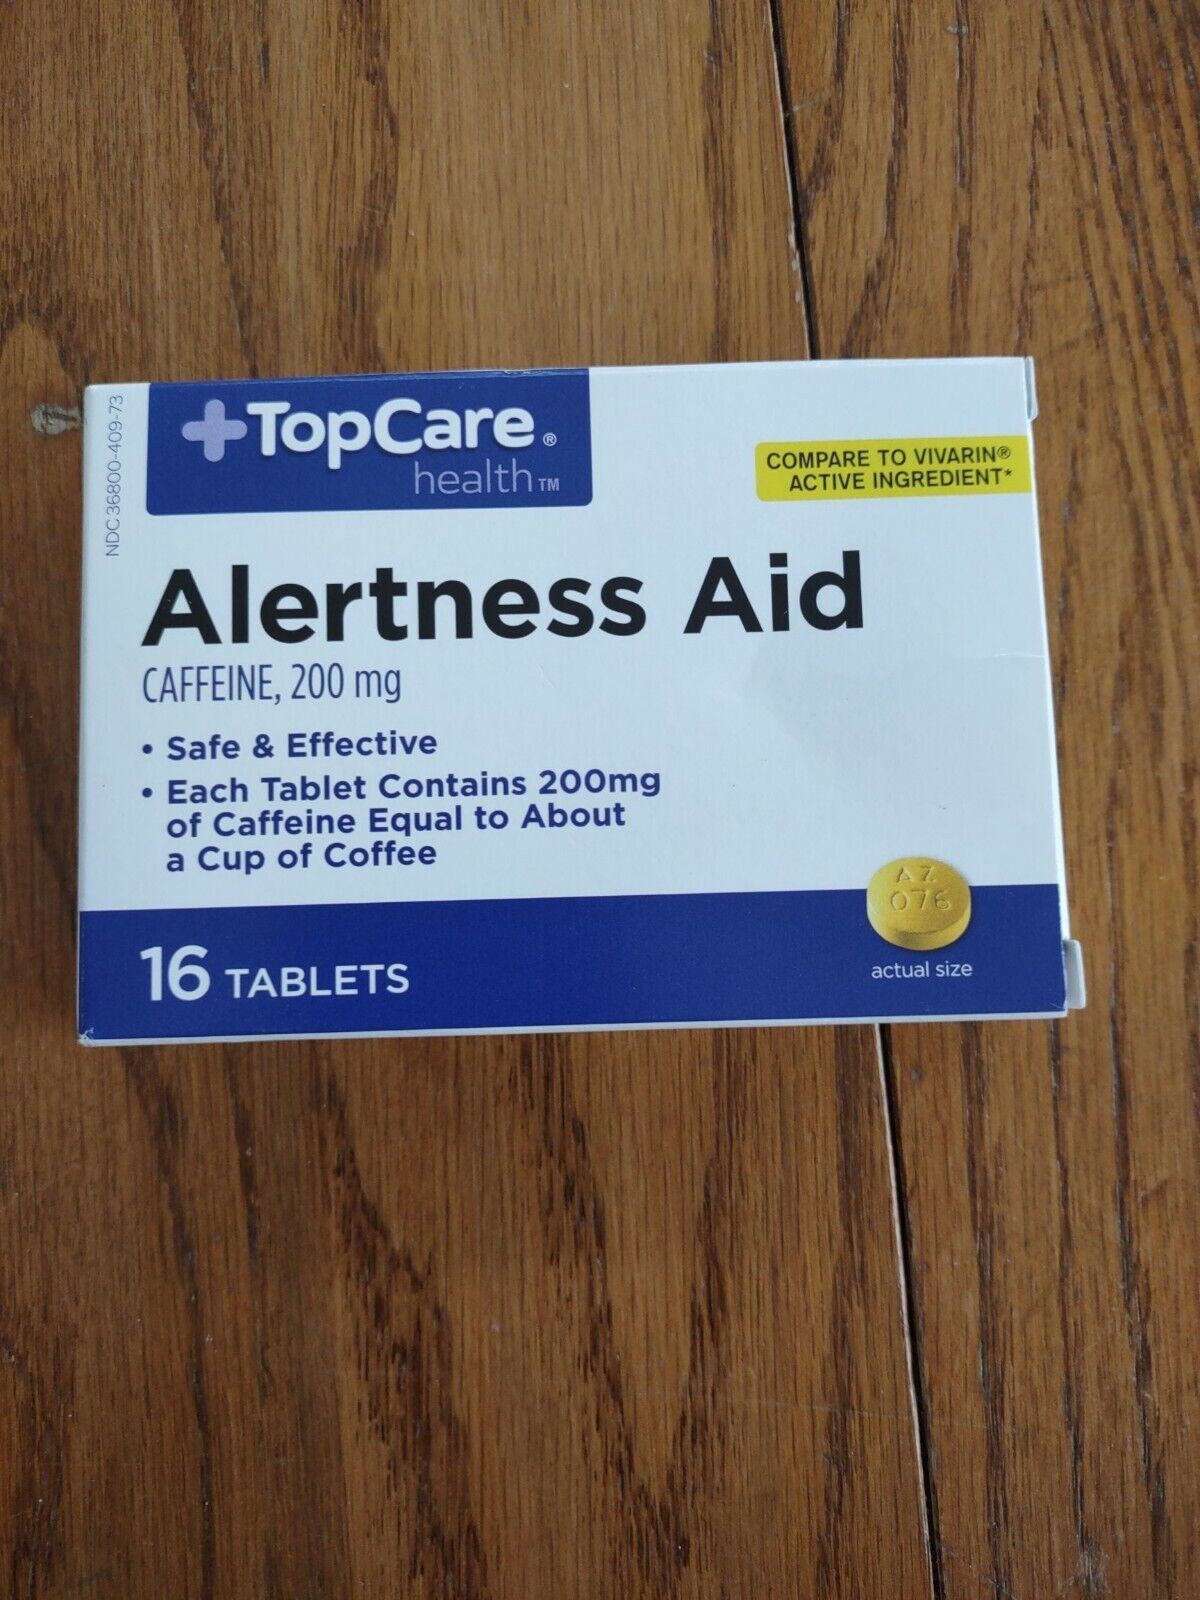 NDC 36800-409-73
TopCare®
health™
COMPARE TO VIVARIN®
ACTIVE INGREDIENT*
Alertness Aid
CAFFEINE, 200 mg
• Safe & Effective
• Each Tablet Contains 200mg
of Caffeine Equal to About
a Cup of Coffee
AZ
076
actual size
16 TABLETS